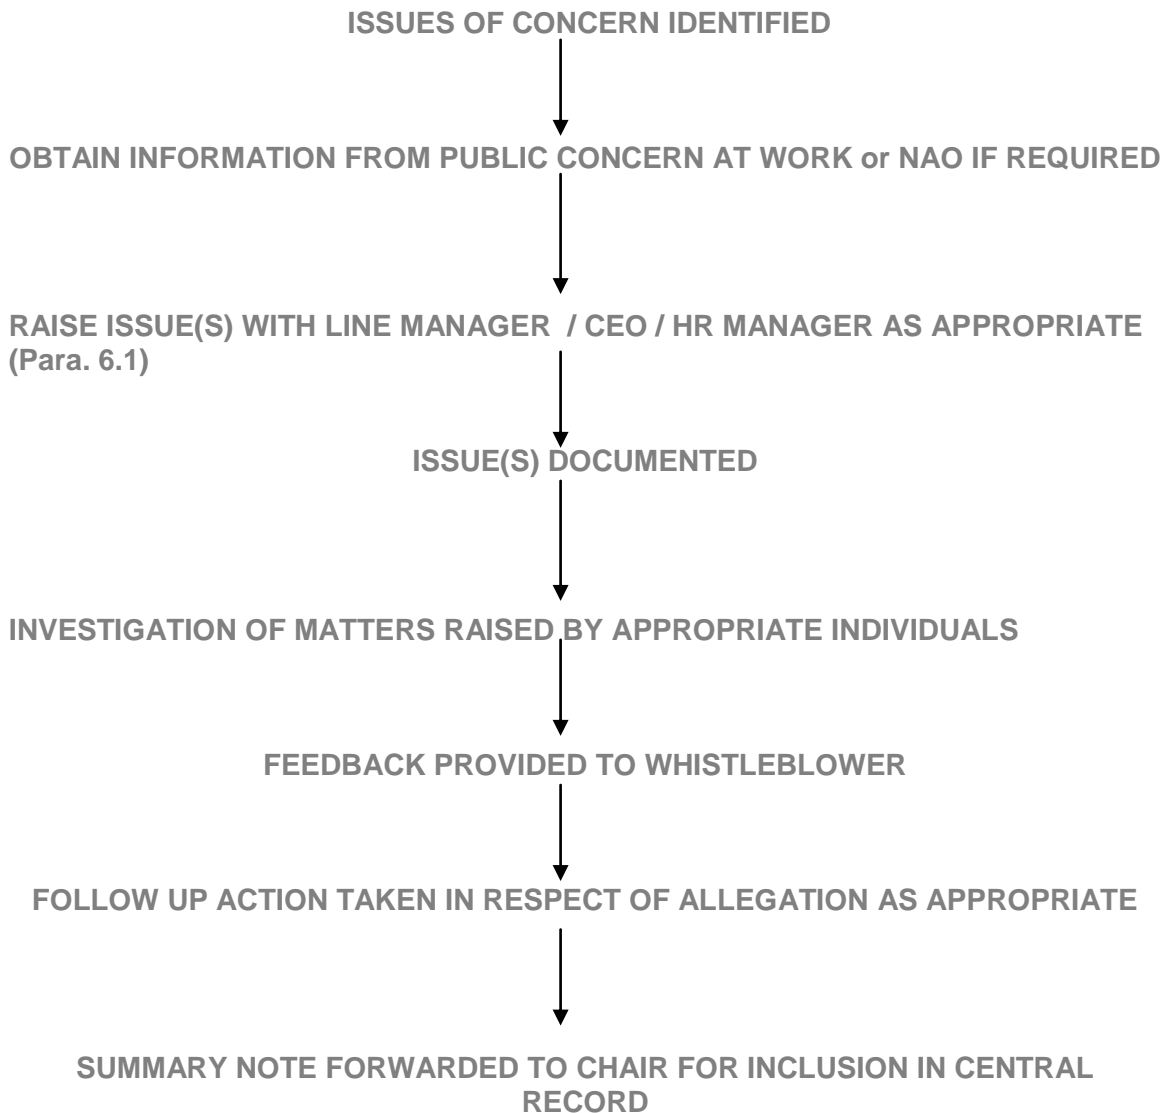 ISSUES OF CONCERN IDENTIFIED
OBTAIN INFORMATION FROM PUBLIC CONCERN AT WORK or NAO IF REQUIRED
RAISE ISSUE(S) WITH LINE MANAGER / CEO / HR MANAGER AS APPROPRIATE
(Para. 6.1)
ISSUE(S) DOCUMENTED
INVESTIGATION OF MATTERS RAISED BY APPROPRIATE INDIVIDUALS
FEEDBACK PROVIDED TO WHISTLEBLOWER
FOLLOW UP ACTION TAKEN IN RESPECT OF ALLEGATION AS APPROPRIATE
SUMMARY NOTE FORWARDED TO CHAIR FOR INCLUSION IN CENTRAL
RECORD